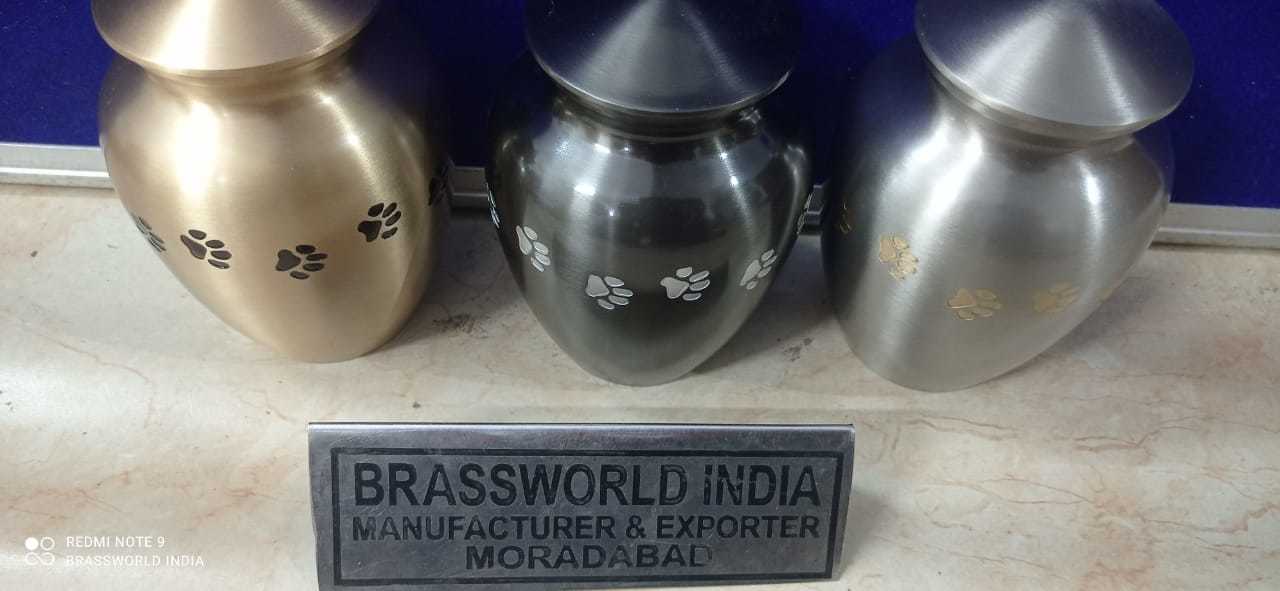 BRASSWORLD INDIA
MANUFACTURER & EXPORTER
MORADABAD
REDMI NOTE 9
BRASSWORLD INDIA